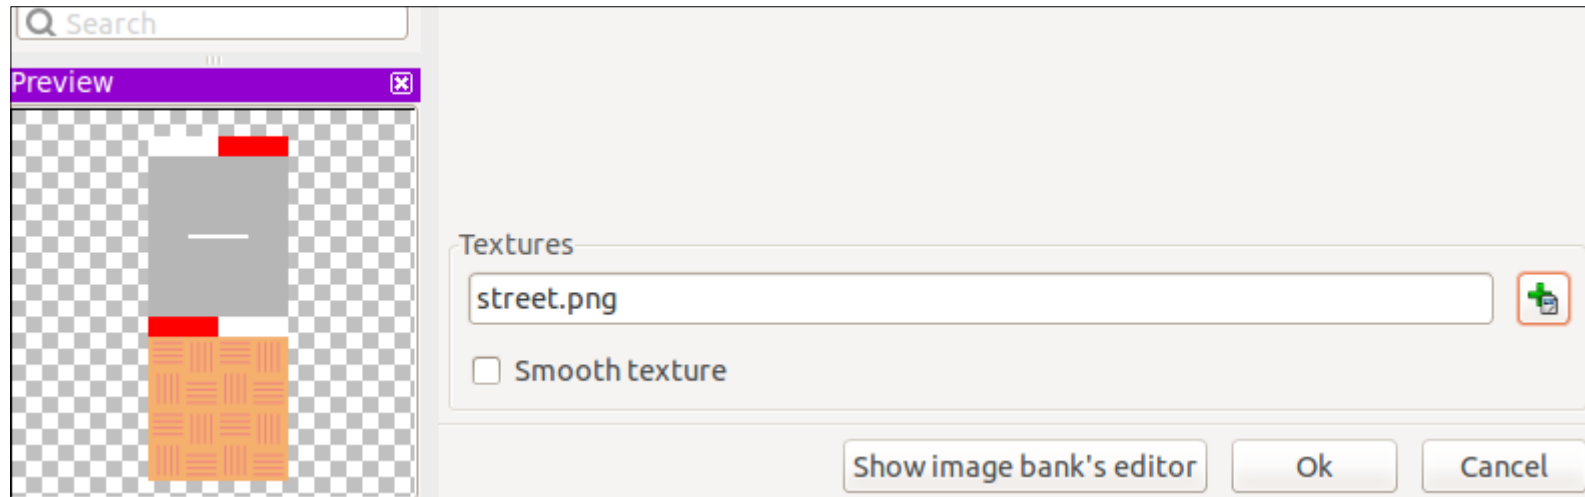 Search
Preview
Textures
street.png
Smooth texture
Show image bank's editor
Ok
Cancel